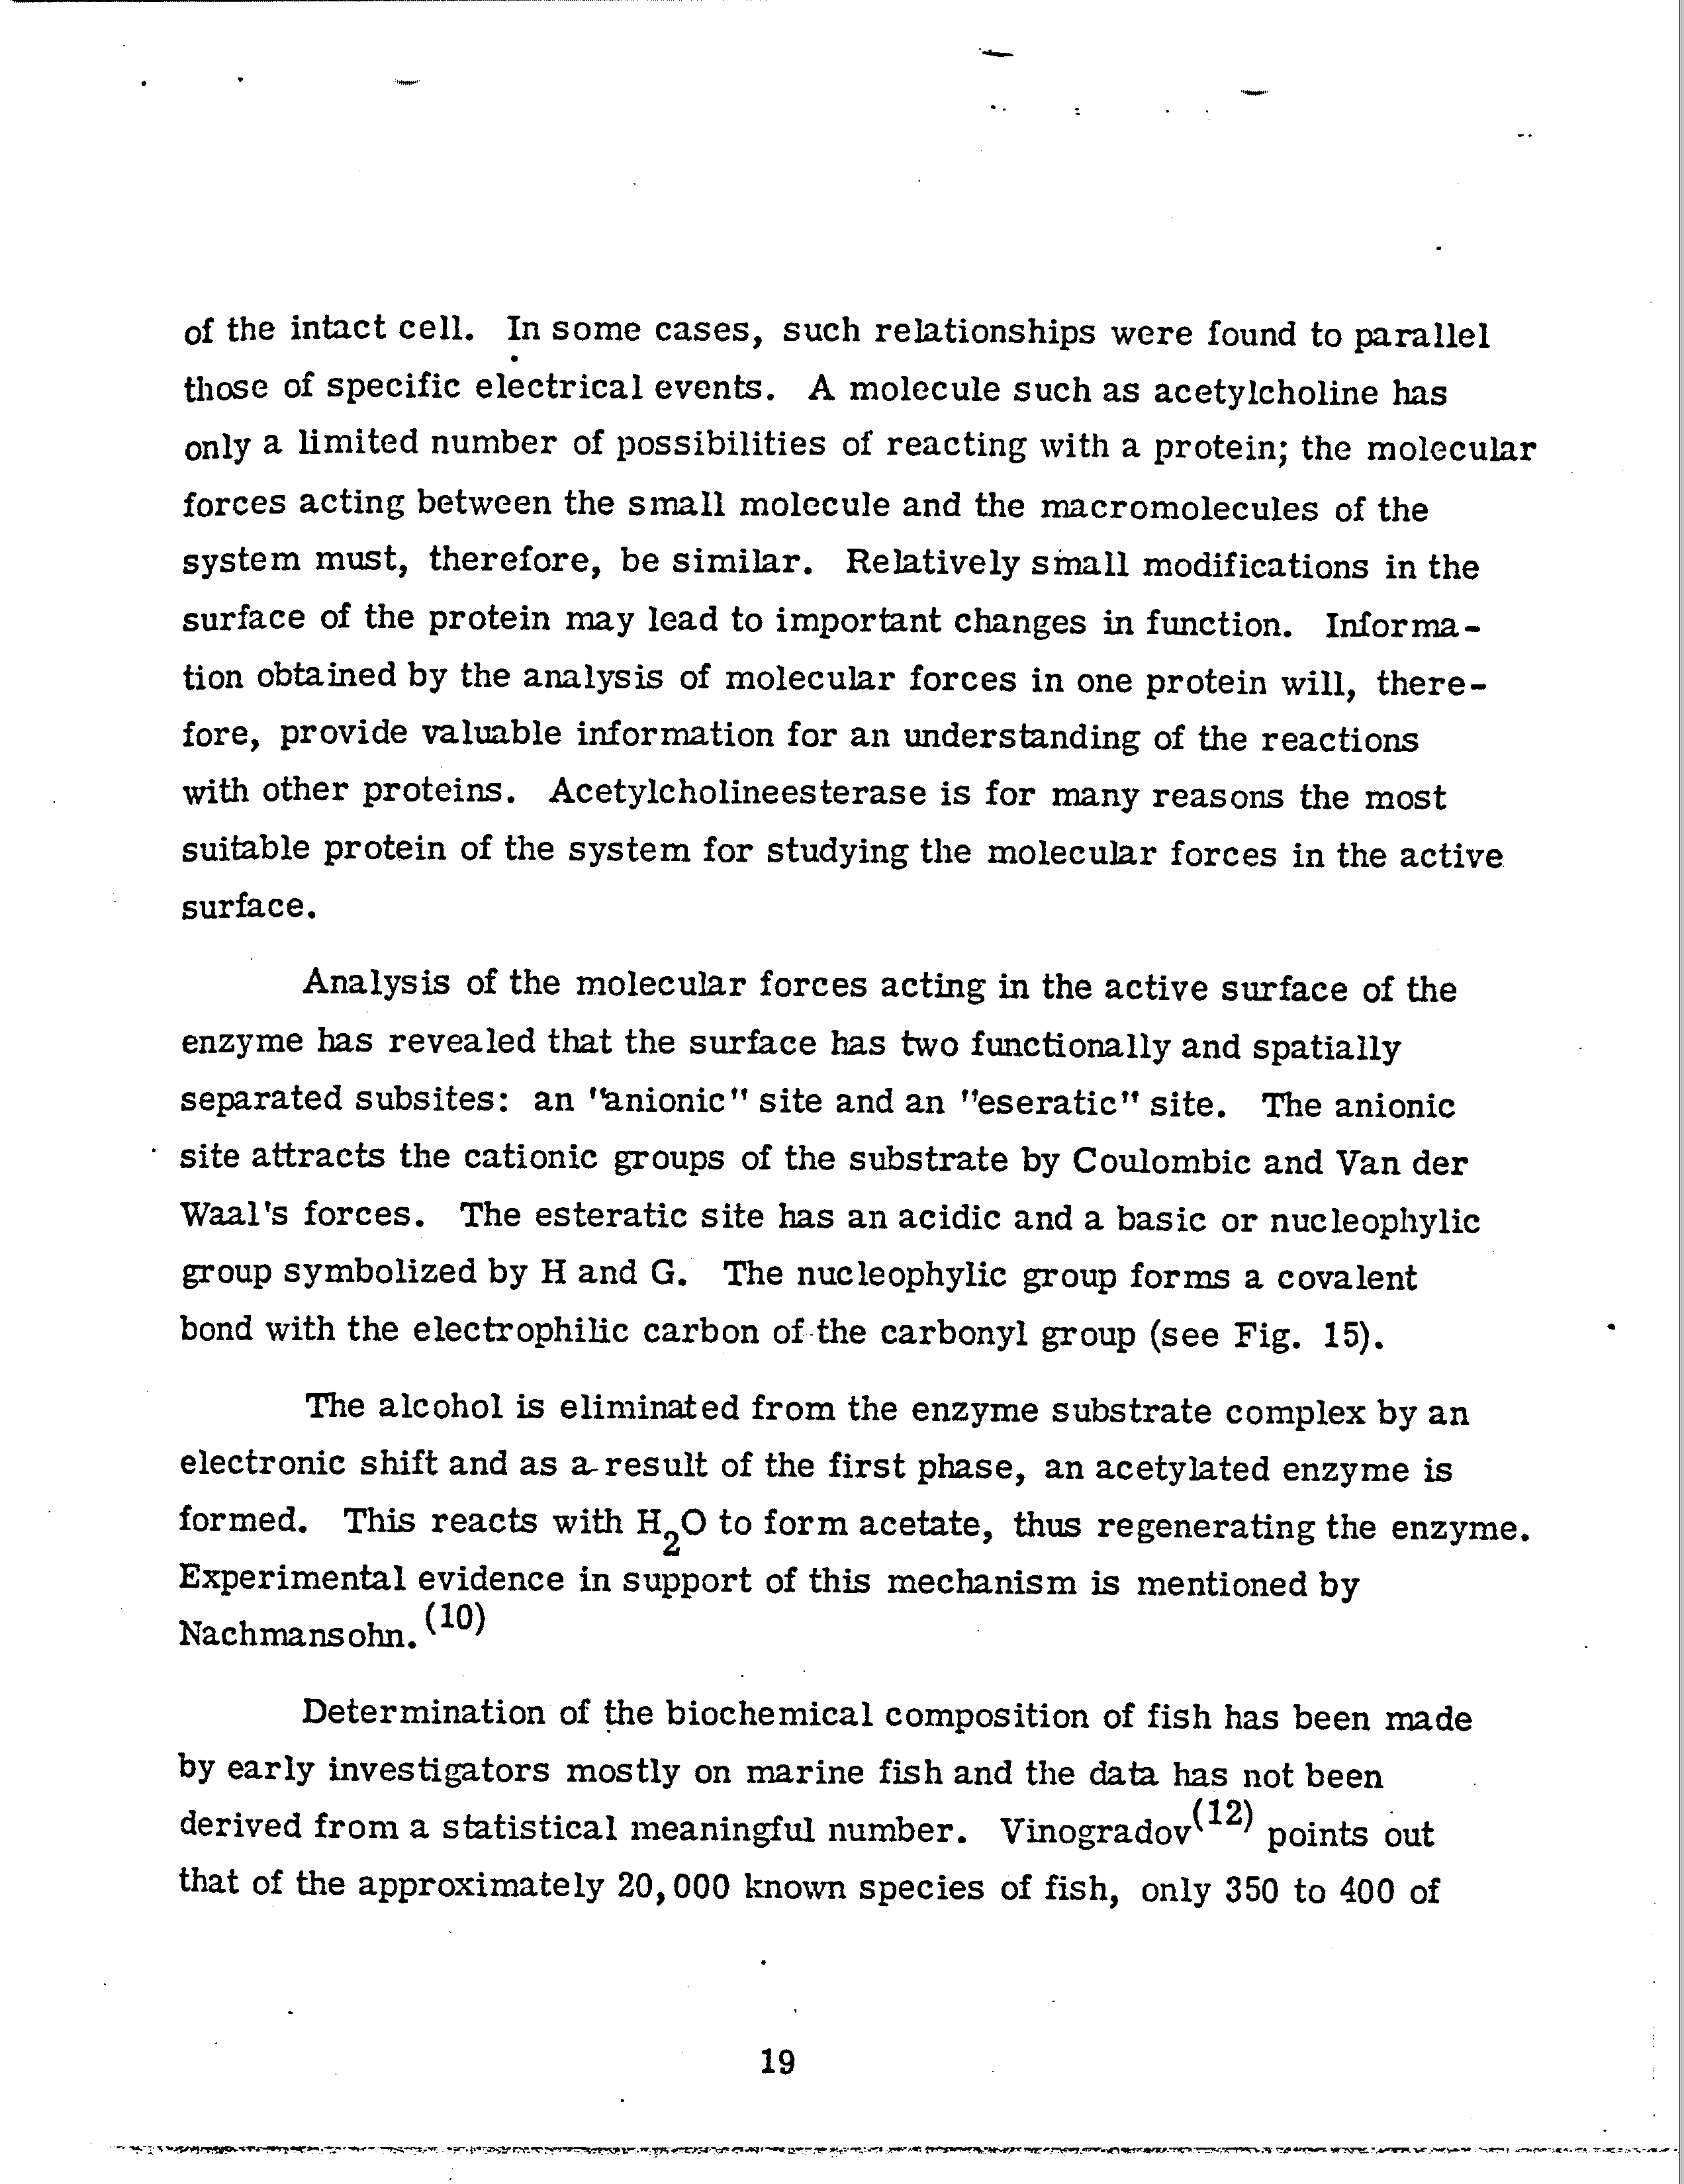 of the intact cell. In some cases, such relationships were found to parallel
those of specific electrical events. A molecule such as acetylcholine has
only a limited number of possibilities of reacting with a protein; the molecular
forces acting between the small molecule and the macromolecules of the
system must, therefore, be similar. Relatively small modifications in the
surface of the protein may lead to important changes in function. Informa-
tion obtained by the analysis of molecular forces in one protein will, there-
fore, provide valuable information for an understanding of the reactions
with other proteins. Acetylcholineesterase is for many reasons the most
suitable protein of the system for studying the molecular forces in the active
surface.
Analysis of the molecular forces acting in the active surface of the
enzyme has revealed that the surface has two functionally and spatially
separated subsites: an "anionic" site and an "eseratic" site. The anionic
site attracts the cationic groups of the substrate by Coulombic and Van der
Waal's forces. The esteratic site has an acidic and a basic or nucleophylic
group symbolized by H and G. The nucleophylic group forms a covalent
bond with the electrophilic carbon of the carbonyl group (see Fig. 15).
The alcohol is eliminated from the enzyme substrate complex by an
electronic shift and as a result of the first phase, an acetylated enzyme is
formed. This reacts with H₂O to form acetate, thus regenerating the enzyme.
Experimental evidence in support of this mechanism is mentioned by
Nachmansohn. (10)
Determination of the biochemical composition of fish has been made
by early investigators mostly on marine fish and the data has not been
derived from a statistical meaningful number. Vinogradov(12) points out
that of the approximately 20,000 known species of fish, only 350 to 400 of
19